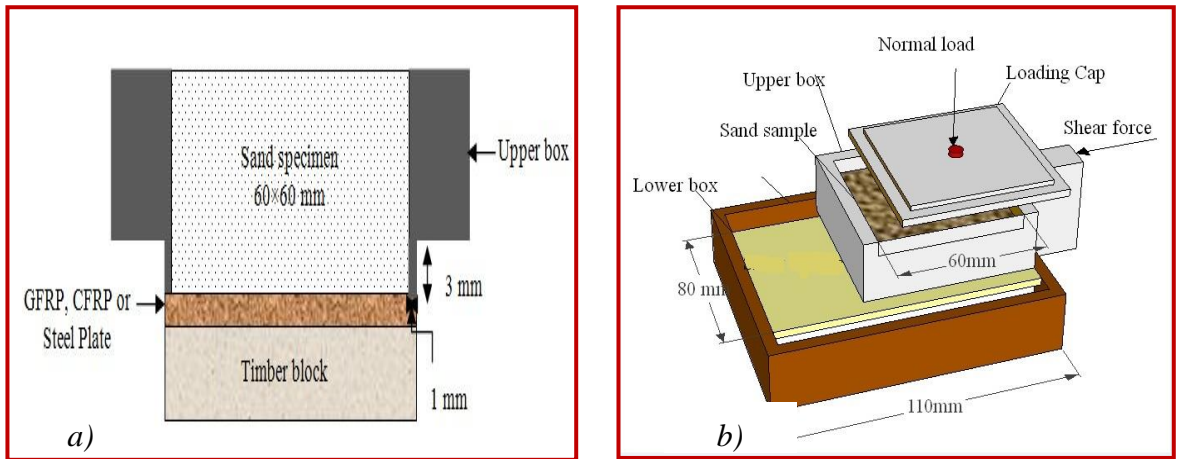 Sand specimen
60×60 mm
Upper box
3 mm
GFRP, CFRP or
Steel Plate
Timber block
1 mm
a)
Normal load
Loading Cap
Upper box
Shear force
Sand sample
Lower box
60mm
80 mm
110mm
b)